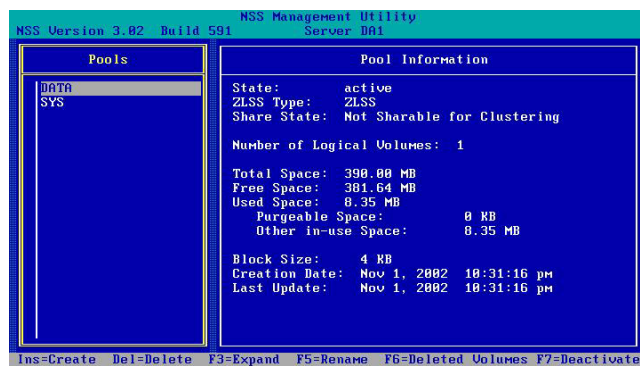 NSS Management Utility
NSS Version 3.02 Build 591 Server DA1
Pools
DATA
SYS
Pool Information
State: active
ZLSS Type: ZLSS
Share State: Not Sharable for Clustering
Number of Logical Volumes: 1
Total Space: 390.00 MB
Free Space: 381.64 MB
Used Space: 8.35 MB
Purgeable Space: 0 KB
Other in-use Space: 8.35 MB
Block Size: 4 KB
Creation Date: Nov 1, 2002 10:31:16 pm
Last Update: Nov 1, 2002 10:31:16 pm
Ins=Create Del=Delete F3=Expand F5=Rename F6=Deleted Volumes F7=Deactivate